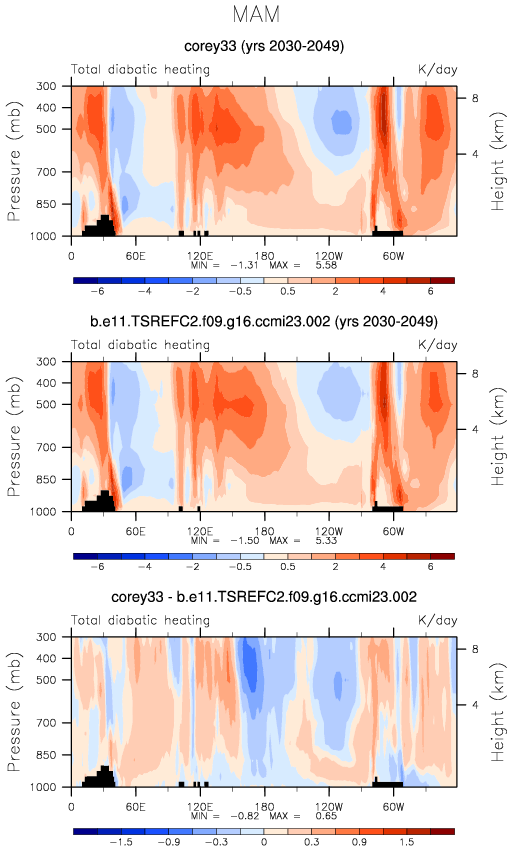 MAM
corey33 (yrs 2030-2049)
Total diabatic heating K/day
Pressure (mb)
300
500
700
850
1000
8
4
Height (km)
0 60E 120E 180 120W 60W
MIN = -1.31 MAX = 5.58
-6 -4 -2 -0.5 0.5 2 4 6
b.e11.TSREFC2.f09.g16.ccmi23.002 (yrs 2030-2049)
Total diabatic heating K/day
Pressure (mb)
300
500
700
850
1000
8
4
Height (km)
0 60E 120E 180 120W 60W
MIN = -1.50 MAX = 5.33
-6 -4 -2 -0.5 0.5 2 4 6
corey33 - b.e11.TSREFC2.f09.g16.ccmi23.002
Total diabatic heating K/day
Pressure (mb)
300
500
700
850
1000
8
4
Height (km)
0 60E 120E 180 120W 60W
MIN = -0.82 MAX = 0.65
-1.5 -0.9 -0.3 0 0.3 0.9 1.5